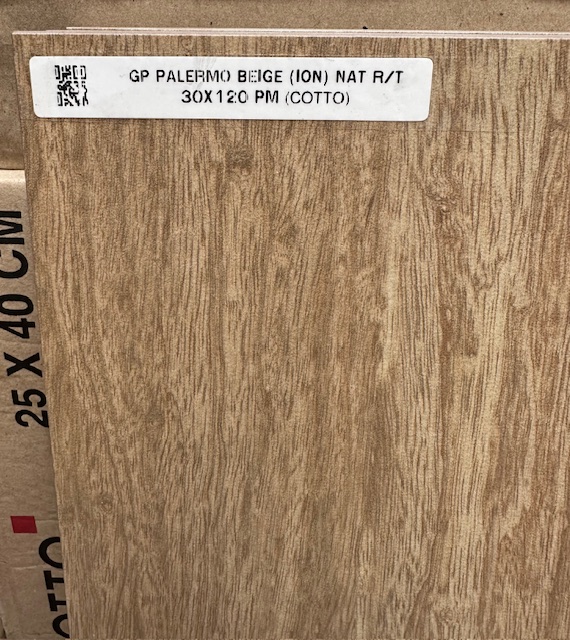 GP PALERMO BEIGE (ION) NAT R/T
30X120 PM (COTTO)
25 X 40 CM
OTTO